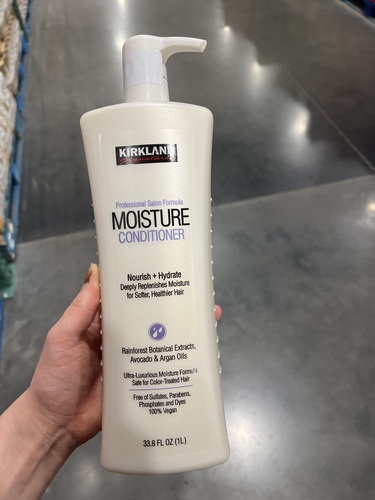 KIRKLAND
Signature
Professional Salon Formula
MOISTURE
CONDITIONER
Nourish + Hydrate
Deeply Replenishes Moisture
for Softer, Healthier Hair
Rainforest Botanical Extracts,
Avocado & Argan Oils
Ultra-Luxurious Moisture Formula
Safe for Color-Treated Hair
Free of Sulfates, Parabens,
Phosphates and Dyes
100% Vegan
33.8 FL OZ (1L)